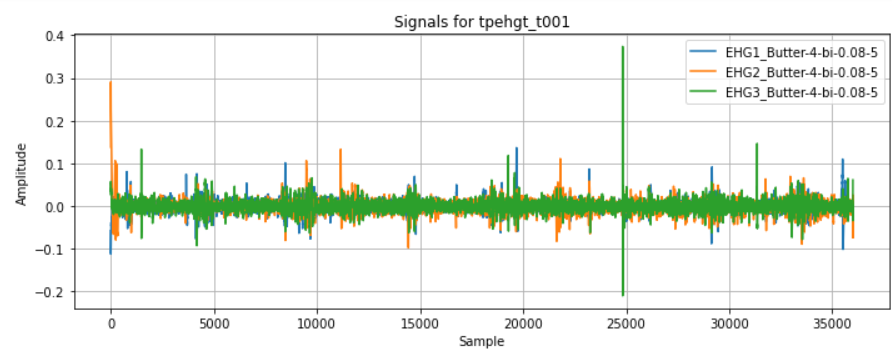 Signals for tpehgt_t001
0.4
0.3
0.2
0.1
0.0
−0.1
−0.2
Amplitude
EHG1_Butter-4-bi-0.08-5
EHG2_Butter-4-bi-0.08-5
EHG3_Butter-4-bi-0.08-5
0 5000 10000 15000 20000 25000 30000 35000
Sample